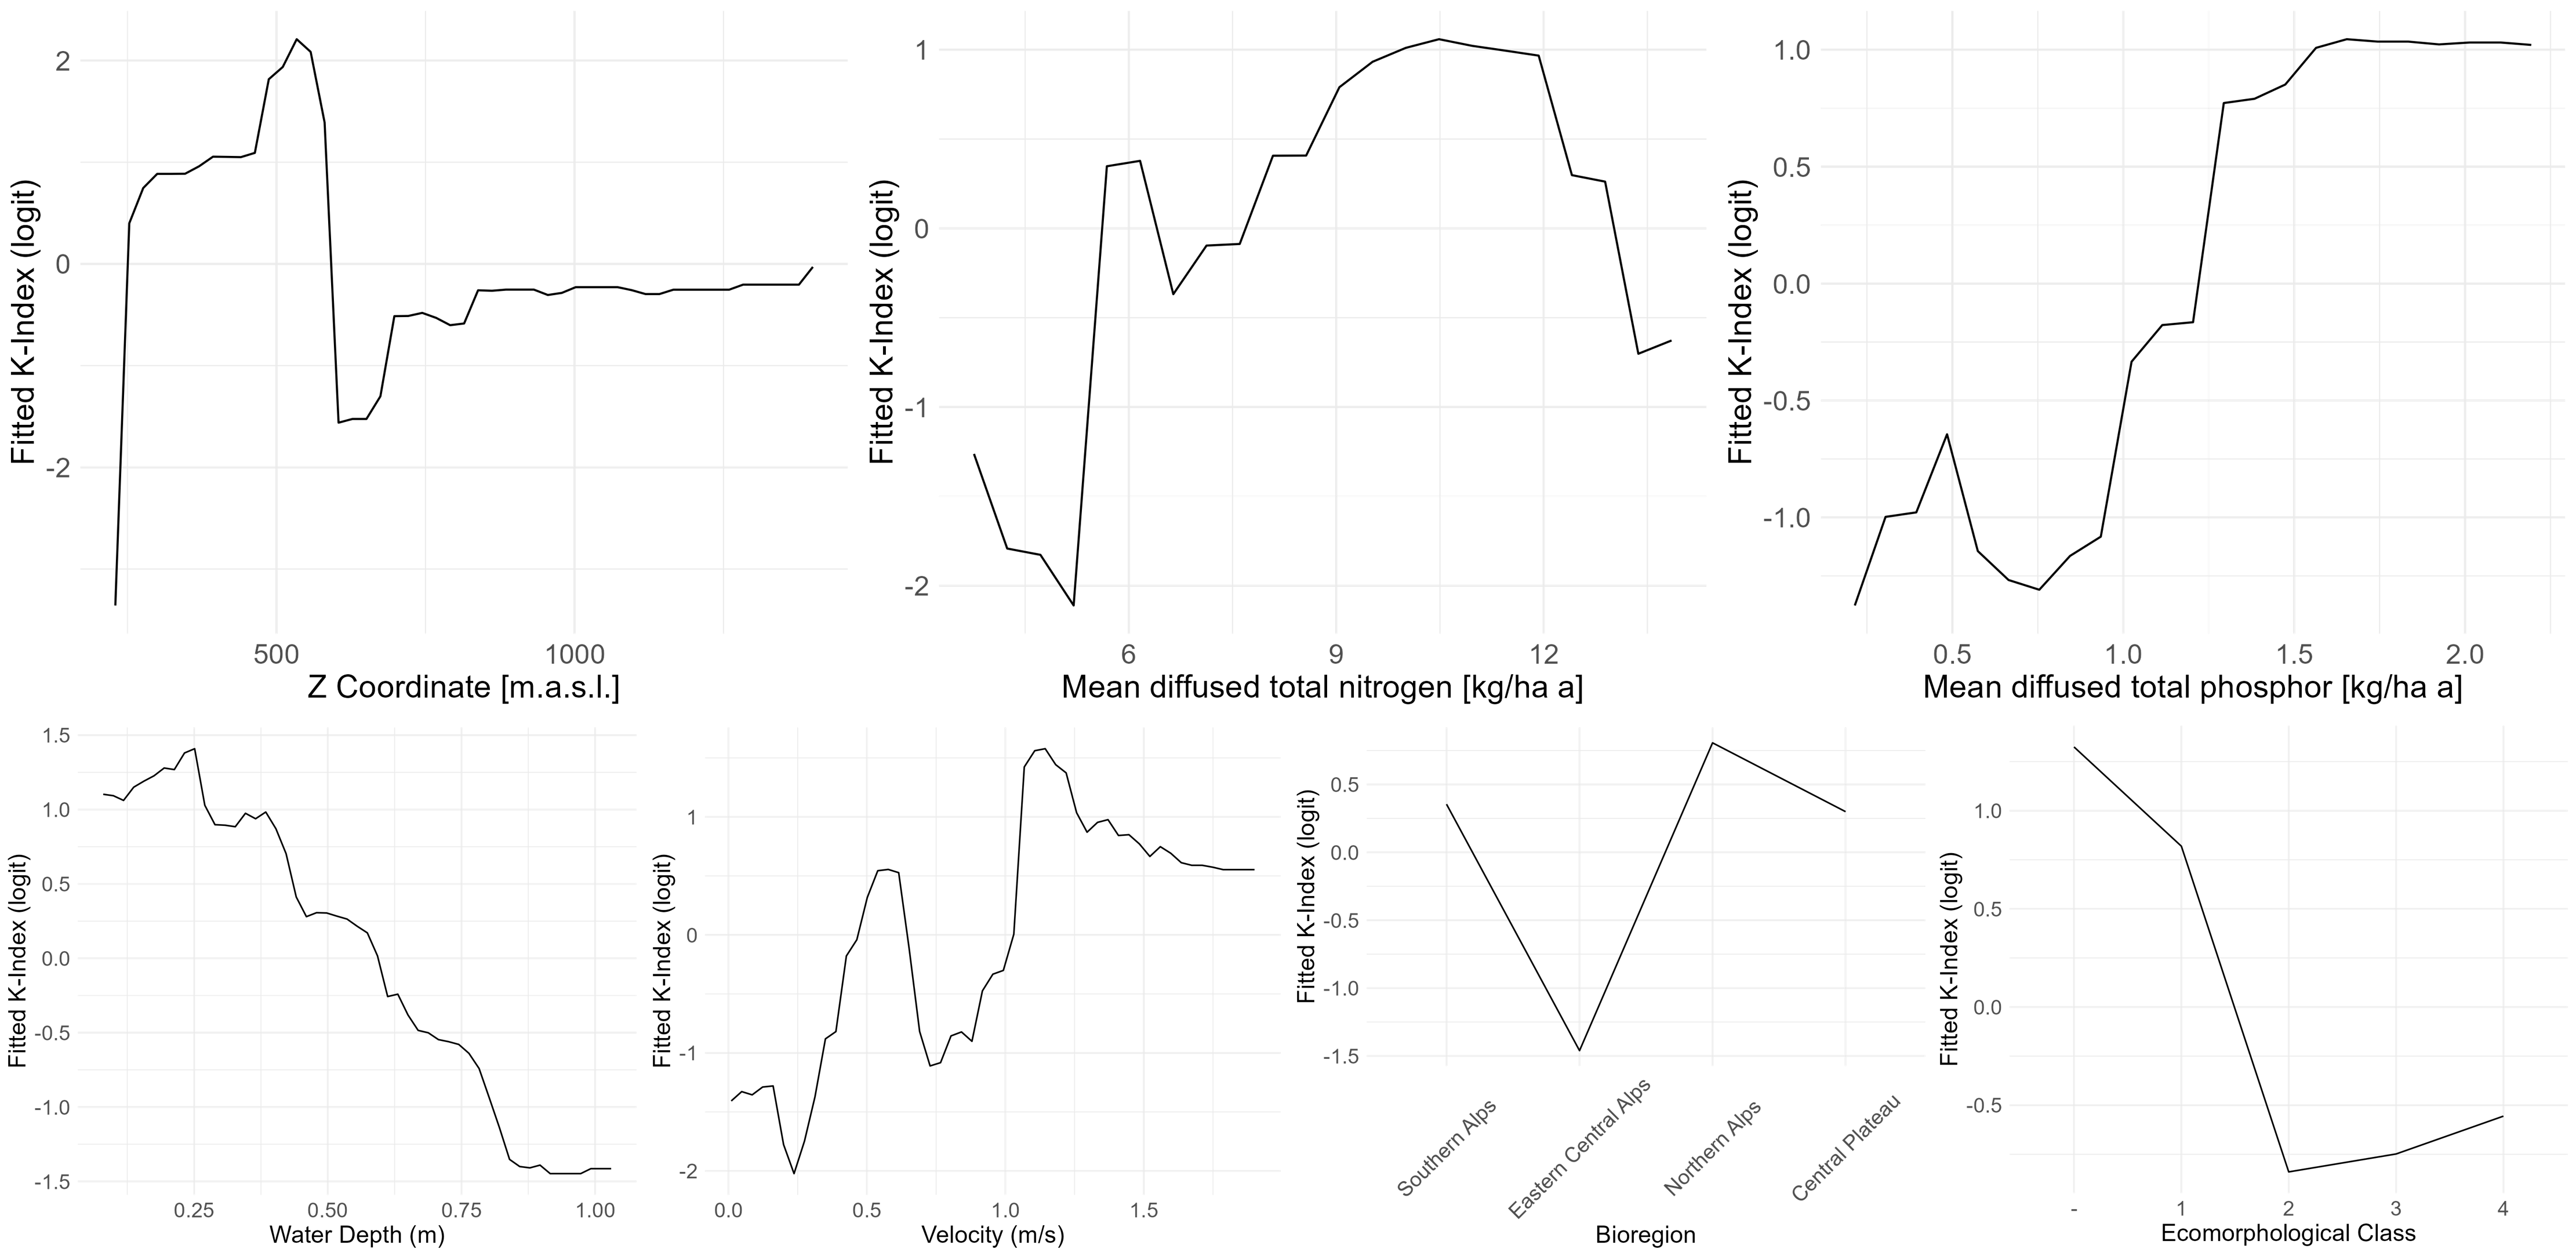 Fitted K-Index (logit)
2
0
-2
500 1000
Z Coordinate [m.a.s.l.]
Fitted K-Index (logit)
1
0
-1
-2
6 9 12
Mean diffused total nitrogen [kg/ha a]
Fitted K-Index (logit)
1.0
0.5
0.0
-0.5
-1.0
0.5 1.0 1.5 2.0
Mean diffused total phosphor [kg/ha a]
Fitted K-Index (logit)
1.5
1.0
0.5
0.0
-0.5
-1.0
-1.5
0.25 0.50 0.75 1.00
Water Depth (m)
Fitted K-Index (logit)
1
0
-1
-2
0.0 0.5 1.0 1.5
Velocity (m/s)
Fitted K-Index (logit)
0.5
0.0
-0.5
-1.0
-1.5
Southern Alps
Eastern Central Alps
Northern Alps
Central Plateau
Bioregion
Fitted K-Index (logit)
1.0
0.5
0.0
-0.5
- 1 2 3 4
Ecomorphological Class